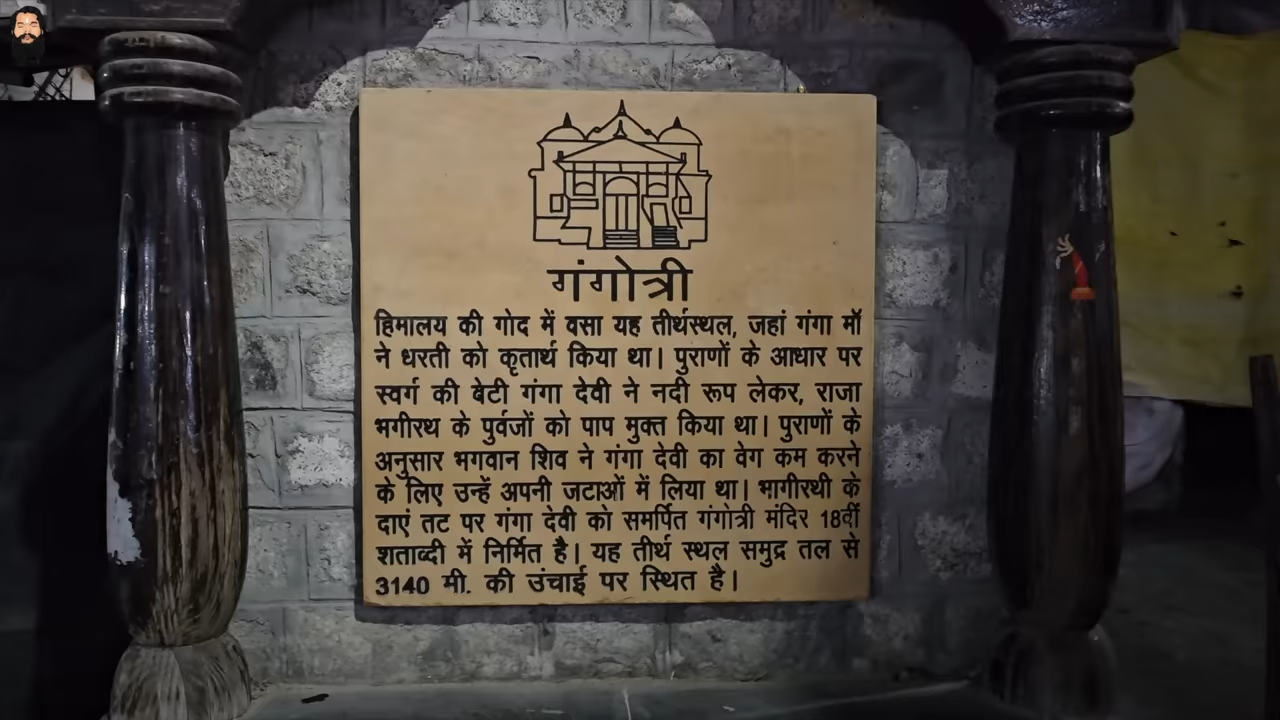 गंगोत्री
हिमालय की गोद में वसा यह तीर्थस्थल, जहां गंगा माँ
ने धरती को कृतार्थ किया था। पुराणों के आधार पर
स्वर्ग की बेटी गंगा देवी ने नदी रूप लेकर, राजा
भगीरथ के पुर्वजों को पाप मुक्त किया था। पुराणों के
अनुसार भगवान शिव ने गंगा देवी का वेग कम करने
के लिए उन्हें अपनी जटाओं में लिया था। भागीरथी के
दाएं तट पर गंगा देवी को समर्पित गंगोत्री मंदिर 18वीं
शताब्दी में निर्मित है। यह तीर्थ स्थल समुद्र तल से
3140 मी. की उंचाई पर स्थित है।